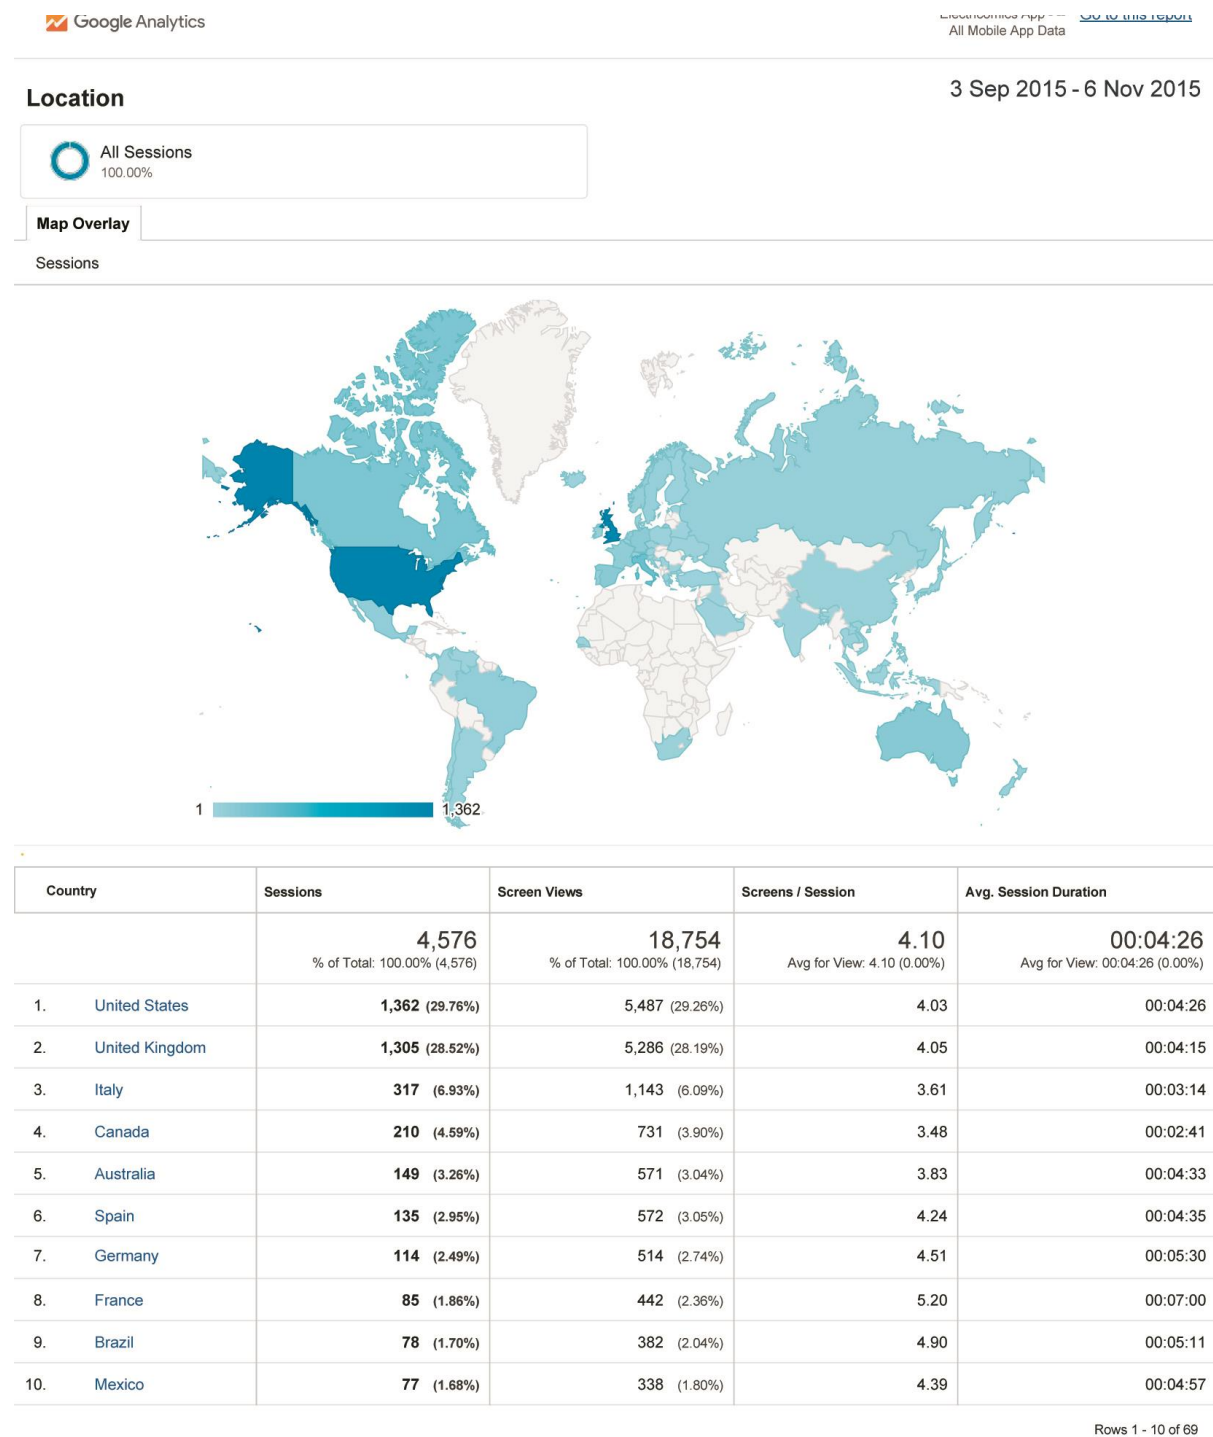 Google Analytics
Electricomics App
Go to this report
All Mobile App Data
Location
3 Sep 2015 - 6 Nov 2015
All Sessions
100.00%
Map Overlay
Sessions
1
1,362
Country Sessions Screen Views Screens / Session Avg. Session Duration
4,576 18,754 4.10 00:04:26
% of Total: 100.00% (4,576) % of Total: 100.00% (18,754) Avg for View: 4.10 (0.00%) Avg for View: 00:04:26 (0.00%)
1. United States 1,362 (29.76%) 5,487 (29.26%) 4.03 00:04:26
2. United Kingdom 1,305 (28.52%) 5,286 (28.19%) 4.05 00:04:15
3. Italy 317 (6.93%) 1,143 (6.09%) 3.61 00:03:14
4. Canada 210 (4.59%) 731 (3.90%) 3.48 00:02:41
5. Australia 149 (3.26%) 571 (3.04%) 3.83 00:04:33
6. Spain 135 (2.95%) 572 (3.05%) 4.24 00:04:35
7. Germany 114 (2.49%) 514 (2.74%) 4.51 00:05:30
8. France 85 (1.86%) 442 (2.36%) 5.20 00:07:00
9. Brazil 78 (1.70%) 382 (2.04%) 4.90 00:05:11
10. Mexico 77 (1.68%) 338 (1.80%) 4.39 00:04:57
Rows 1 - 10 of 69